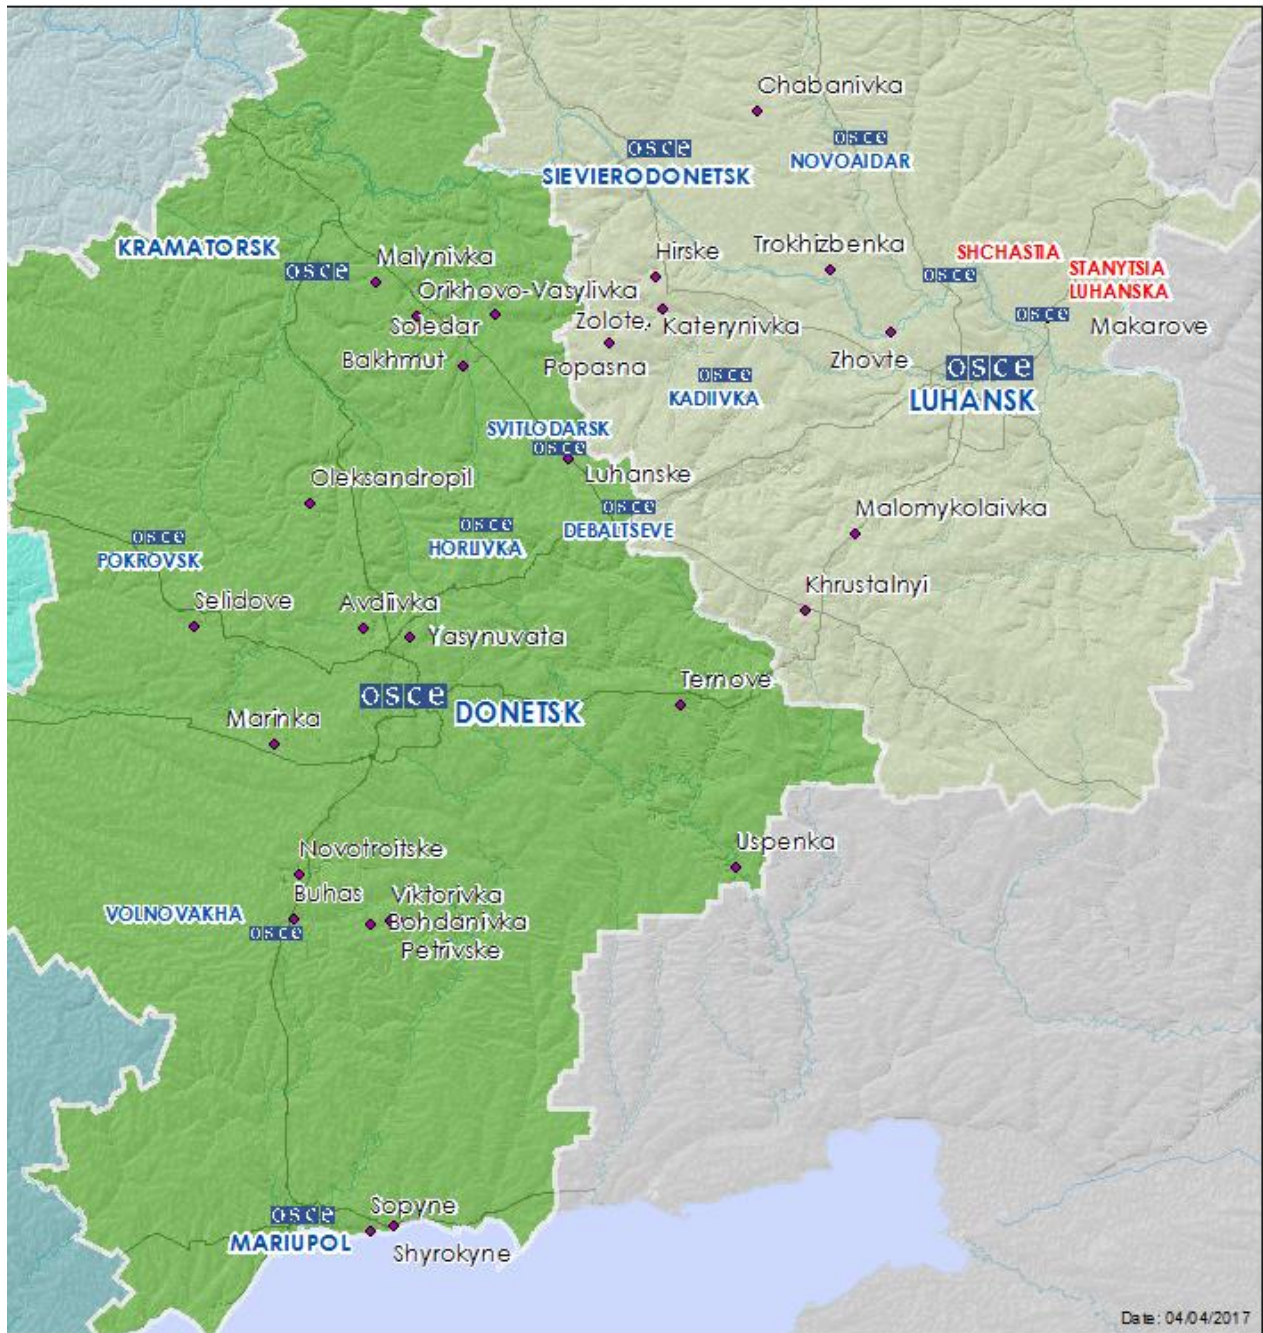 Chabanivka
osce
NOVOAIDAR
osce
SIEVIERODONETSK
KRAMATORSK
osce
Malynivka
Hirske
Trokhizbenka
SHCHASTIA
osce
STANYTSIA
LUHANSKA
osce
Makarove
Orikhovo-Vasylivka
Soledar
Zolote
Katerynivka
Zhovte
Bakhmut
Popasna
osce
KADIIVKA
osce
LUHANSK
SVITLODARSK
osce
Luhanske
Oleksandropil
osce
DEBALTSEVE
Malomykolaivka
osce
HORLIVKA
osce
POKROVSK
Khrustalnyi
Selidove
Avdiivka
Yasynuvata
Ternove
osce
DONETSK
Marinka
Uspenka
Novotroitske
Buhas
Viktorivka
VOLNOVAKHA
osce
Bohdanivka
Petrivske
Sopyne
osce
MARIUPOL
Shyrokyne
Date: 04/04/2017